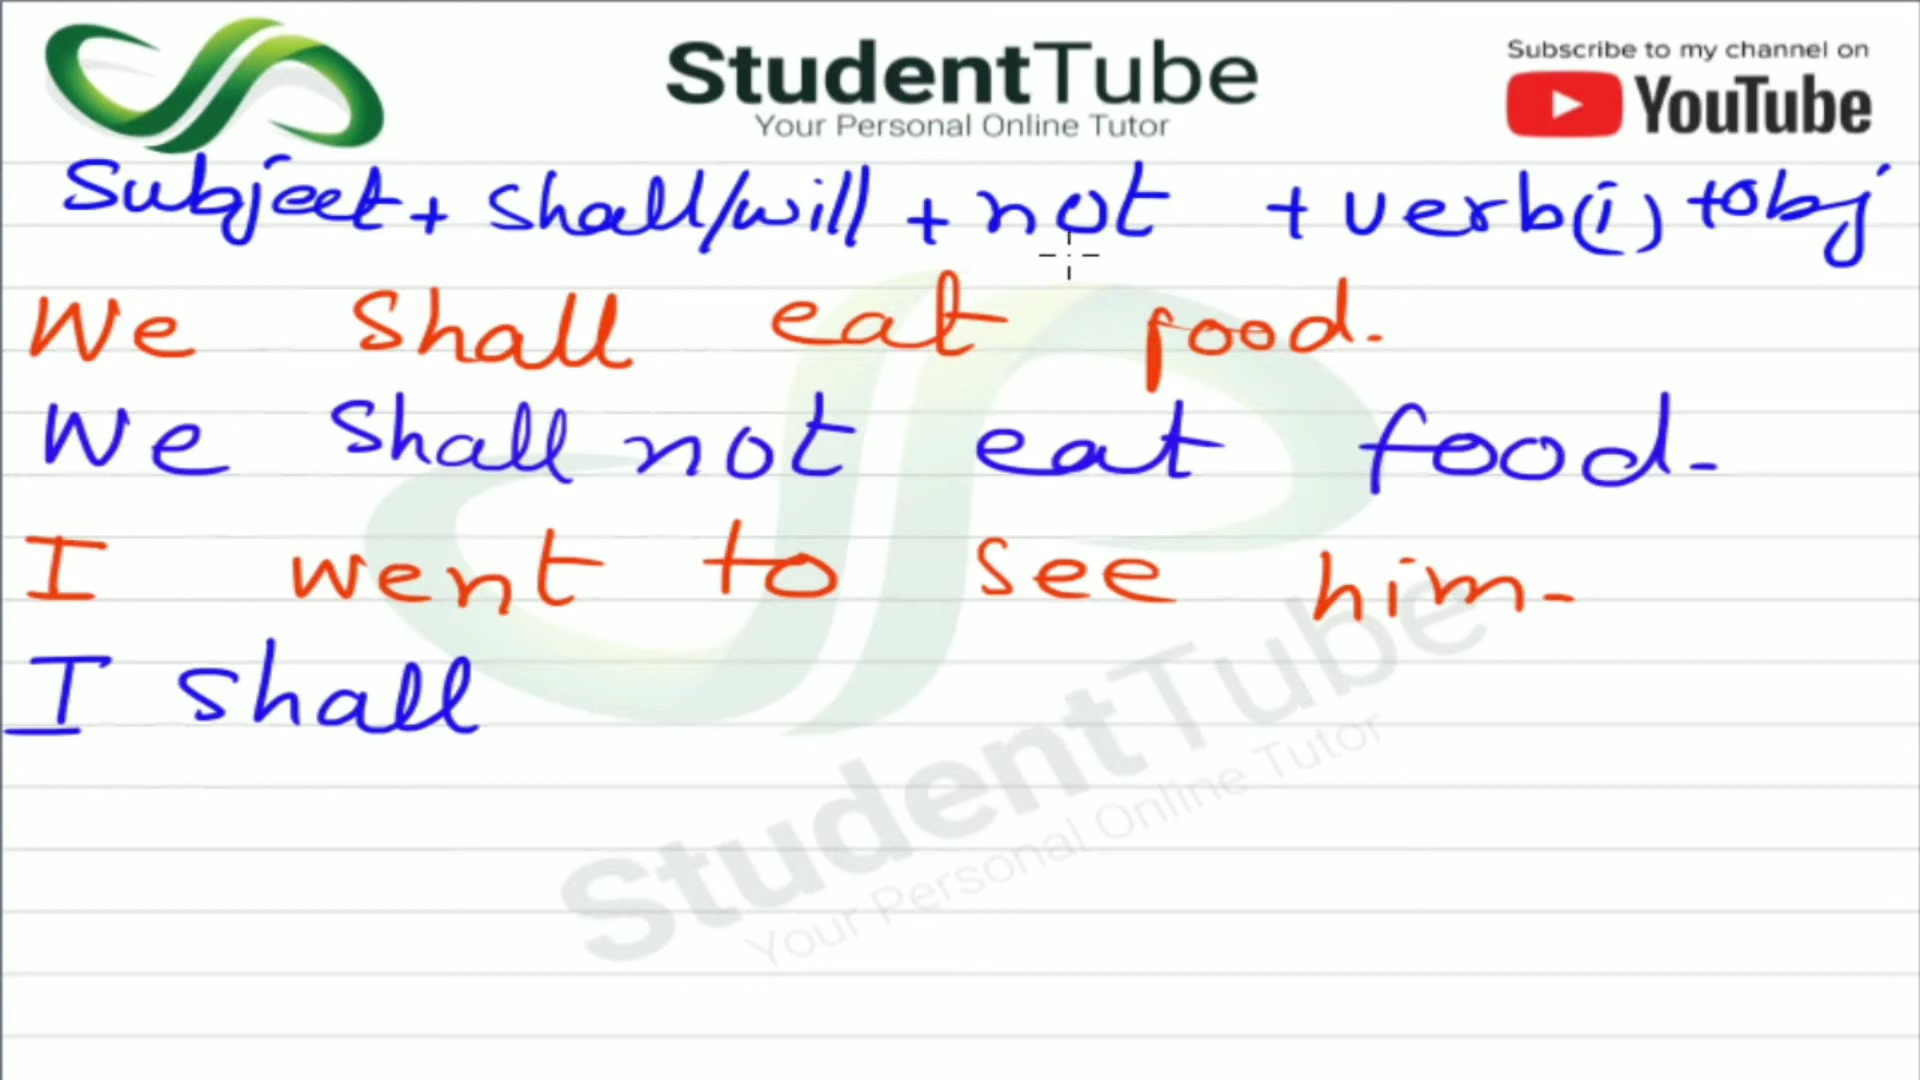 StudentTube
Your Personal Online Tutor
Subscribe to my channel on
YouTube
Subject + Shall/will + not + verb(i) + obj
We Shall eat food.
We Shall not eat food.
I went to see him.
I Shall
StudentTube
Your Personal Online Tutor